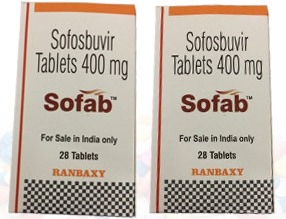 Sofosbuvir
Tablets 400 mg
Sofab™
For Sale in India only
28 Tablets
RANBAXY
Sofosbuvir
Tablets 400 mg
Sofab™
For Sale in India only
28 Tablets
RANBAXY